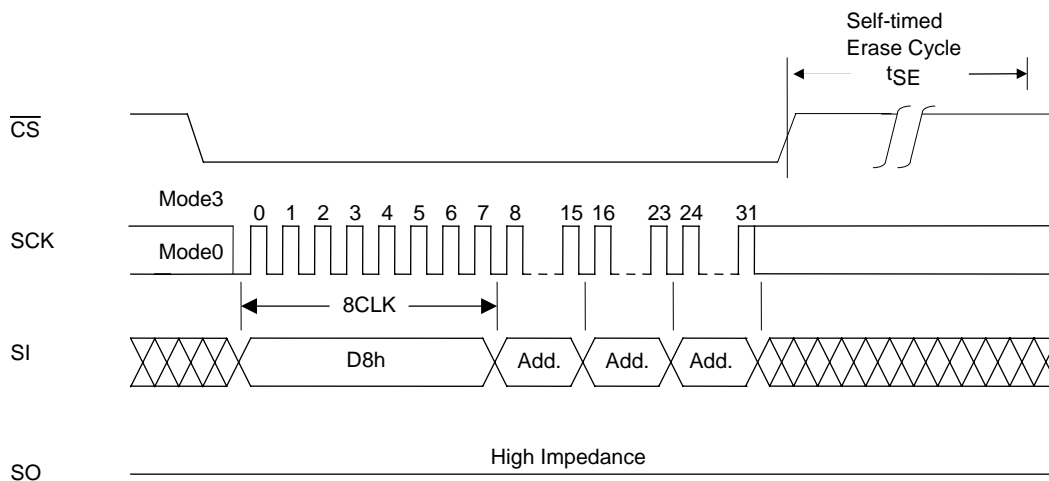 Self-timed
Erase Cycle
tSE
CS
Mode3
0 1 2 3 4 5 6 7 8 15 16 23 24 31
SCK
Mode0
8CLK
SI
D8h Add. Add. Add.
High Impedance
SO